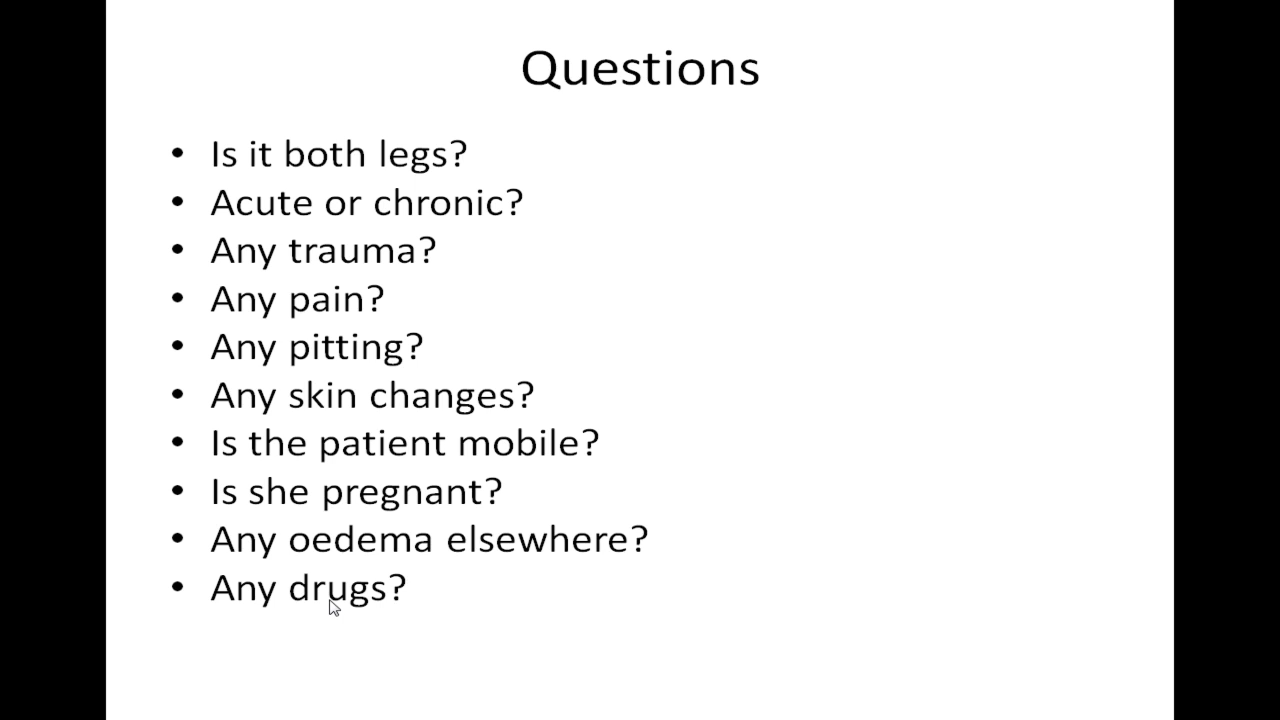 Questions
• Is it both legs?
• Acute or chronic?
• Any trauma?
• Any pain?
• Any pitting?
• Any skin changes?
• Is the patient mobile?
• Is she pregnant?
• Any oedema elsewhere?
• Any drugs?